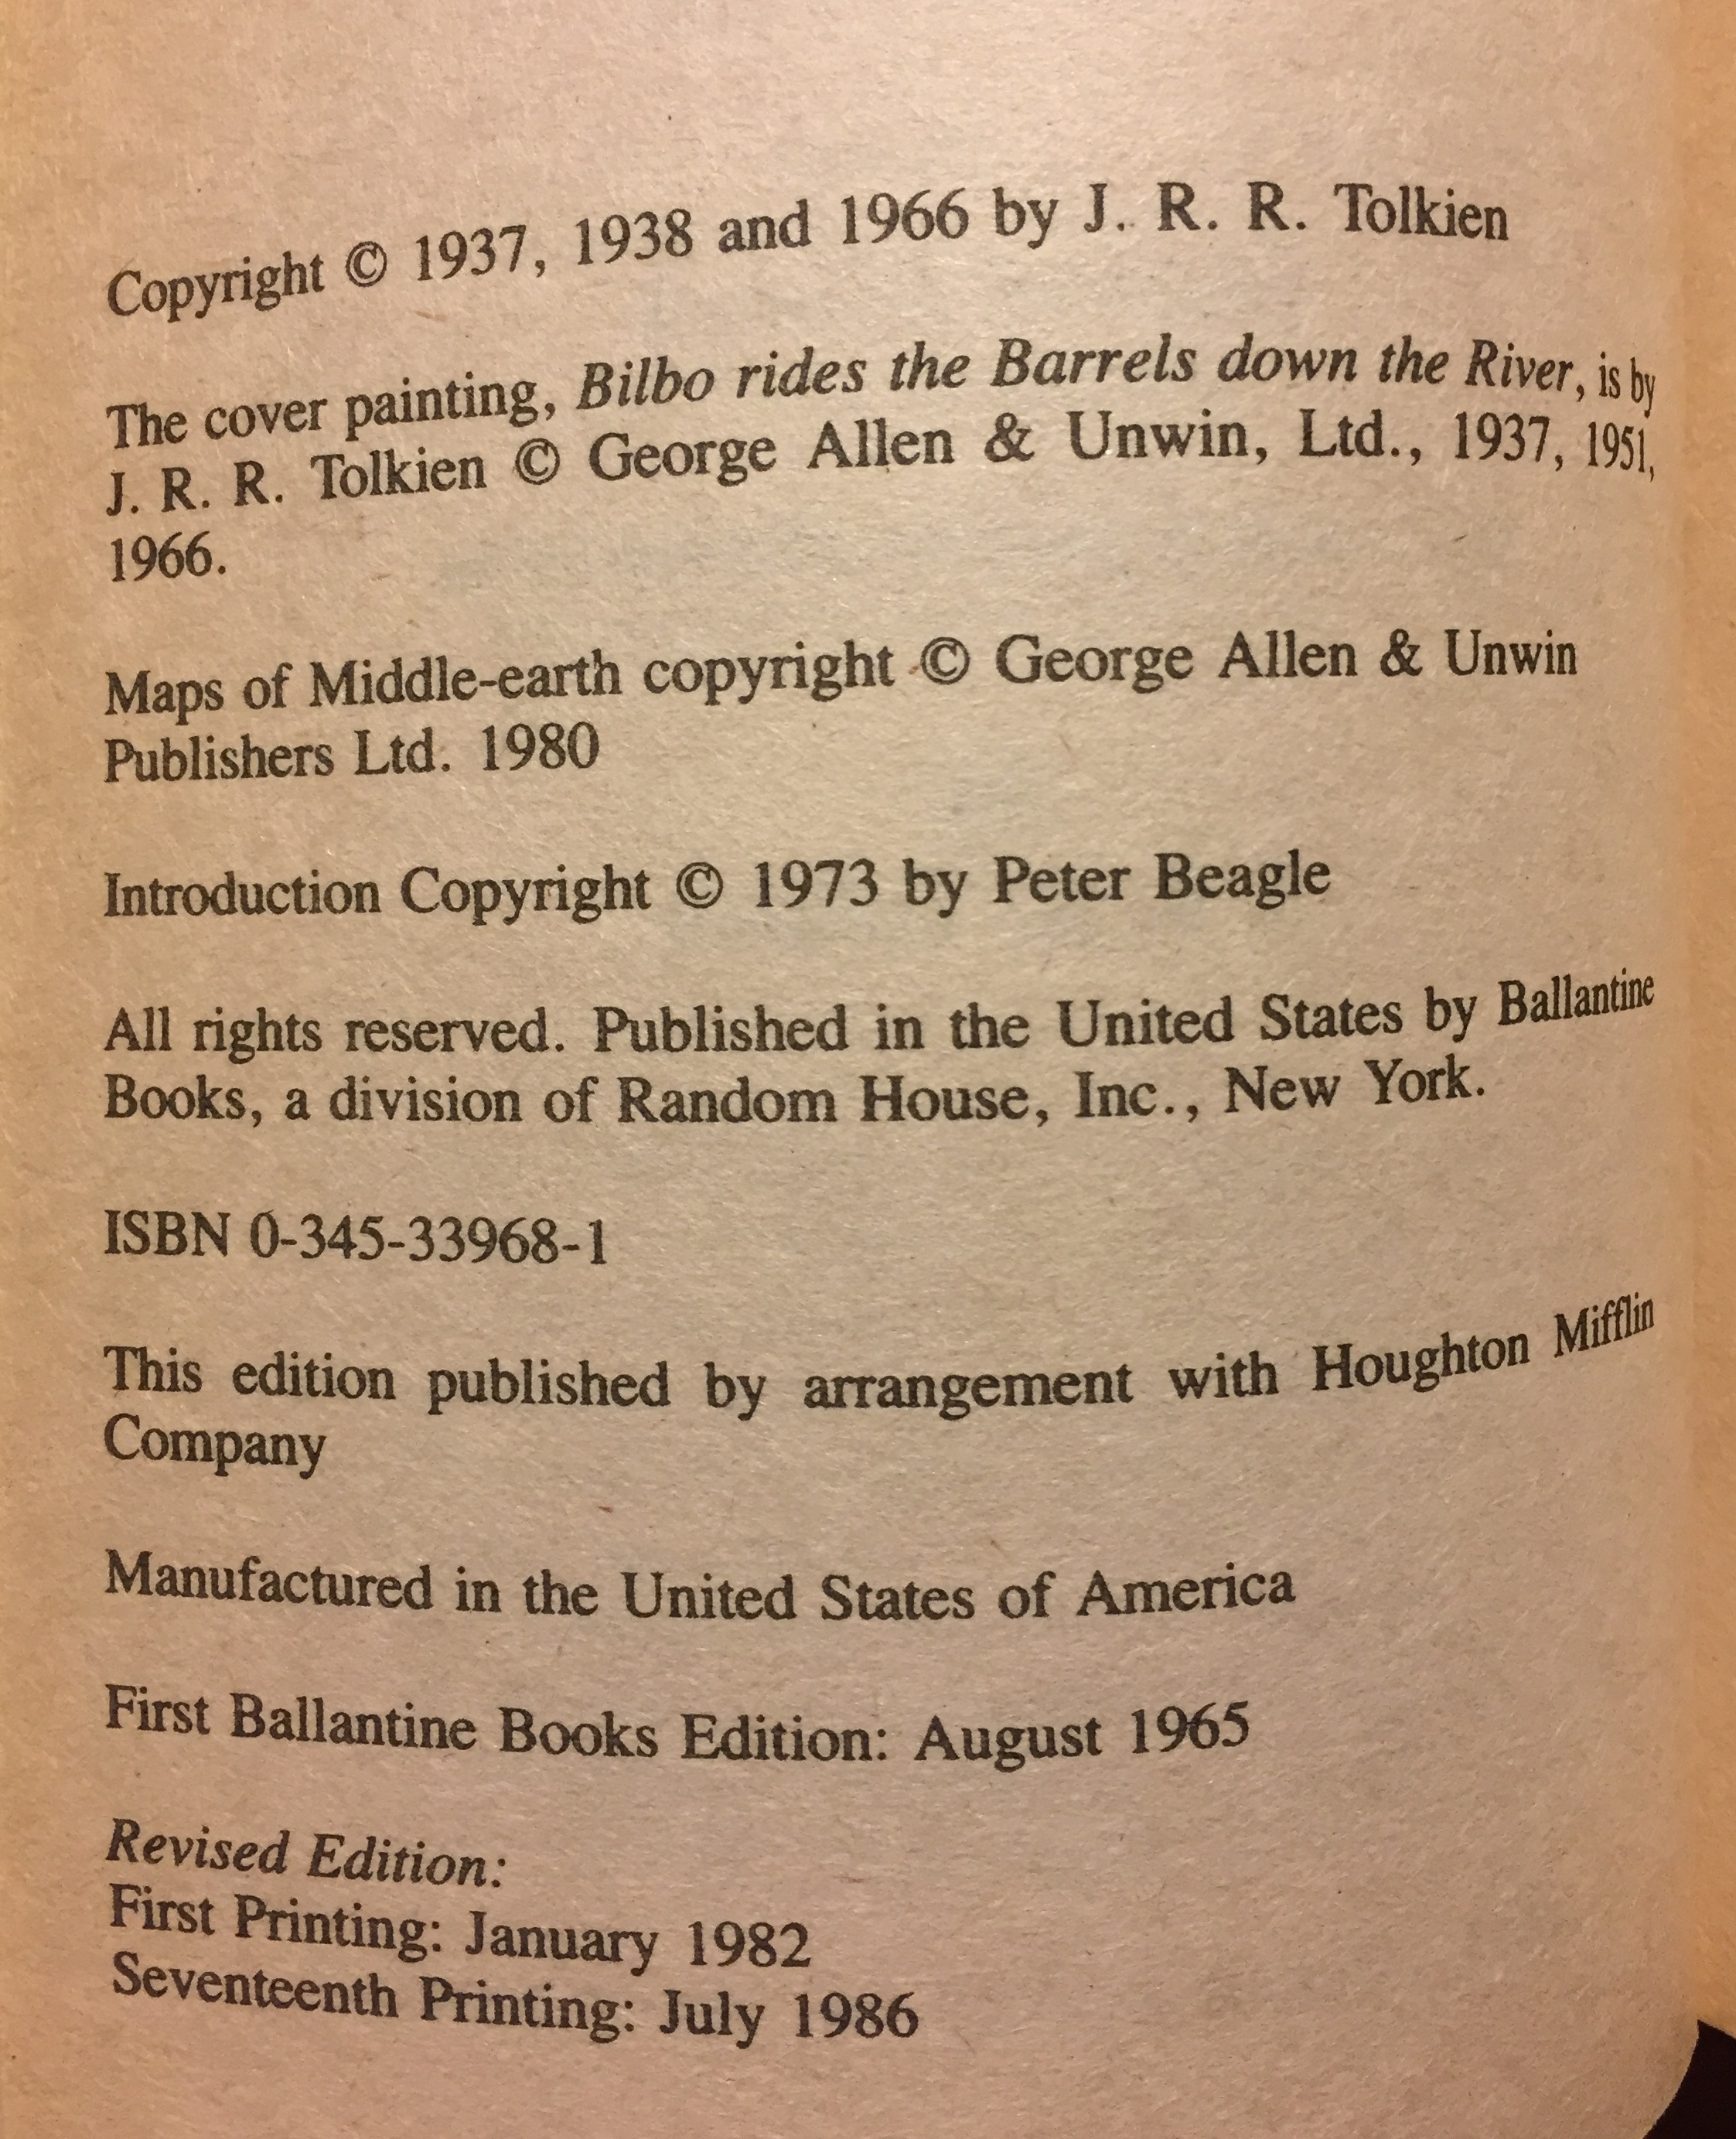 Copyright © 1937, 1938 and 1966 by J. R. R. Tolkien
The cover painting, Bilbo rides the Barrels down the River, is by
J. R. R. Tolkien © George Allen & Unwin, Ltd., 1937, 1951,
1966.
Maps of Middle-earth copyright © George Allen & Unwin
Publishers Ltd. 1980
Introduction Copyright © 1973 by Peter Beagle
All rights reserved. Published in the United States by Ballantine
Books, a division of Random House, Inc., New York.
ISBN 0-345-33968-1
This edition published by arrangement with Houghton Mifflin
Company
Manufactured in the United States of America
First Ballantine Books Edition: August 1965
Revised Edition:
First Printing: January 1982
Seventeenth Printing: July 1986